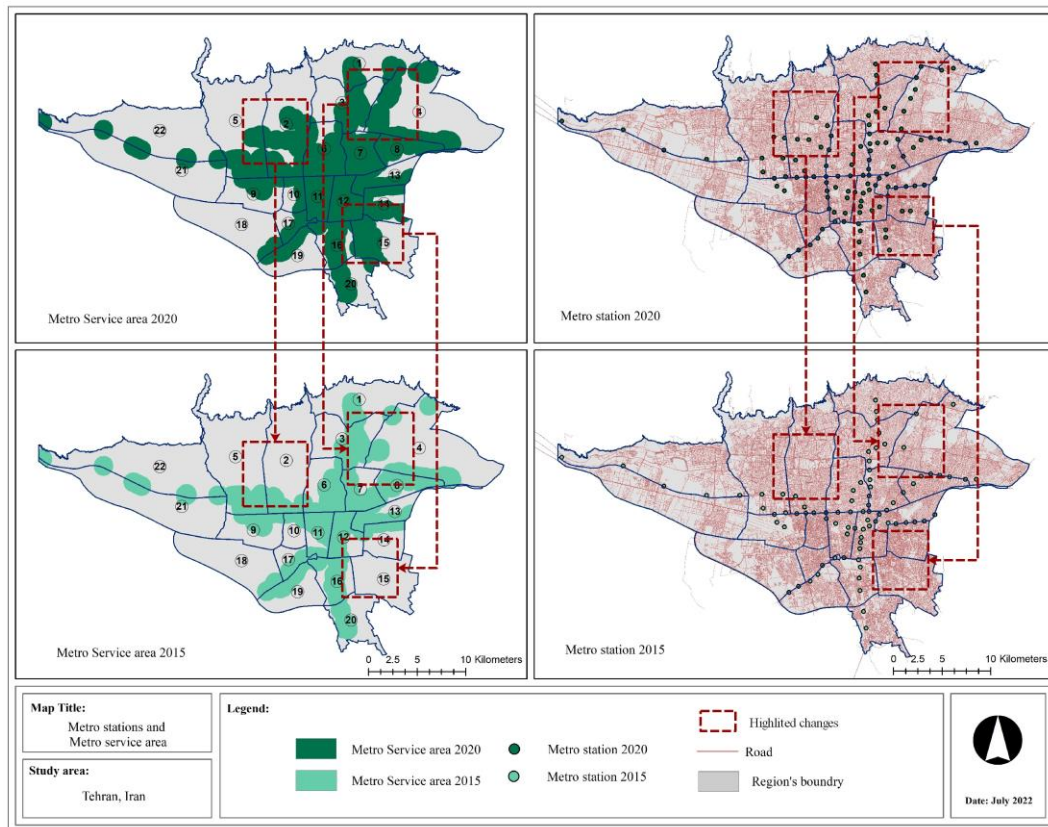 1
3
4
5
2
22
6
7
8
21
13
9
10
11
12
14
18
17
16
15
19
20
Metro Service area 2020
Metro station 2020
1
3
4
5
2
22
6
7
8
21
13
9
10
11
12
14
18
17
16
15
19
20
Metro Service area 2015
0 2.5 5 10 Kilometers
Metro station 2015
0 2.5 5 10 Kilometers
Map Title:
Metro stations and
Metro service area
Study area:
Tehran, Iran
Legend:
Metro Service area 2020
Metro Service area 2015
Metro station 2020
Metro station 2015
Highlited changes
Road
Region's boundry
Date: July 2022